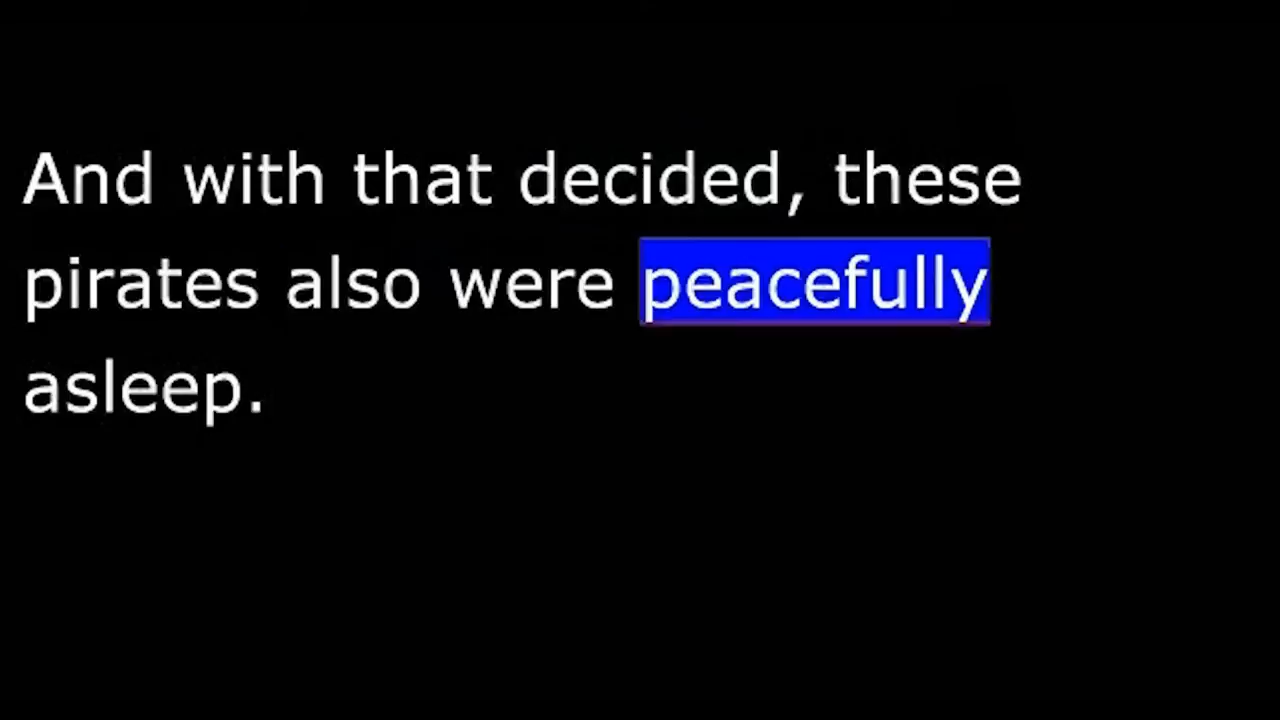 And with that decided, these
pirates also were peacefully
asleep.